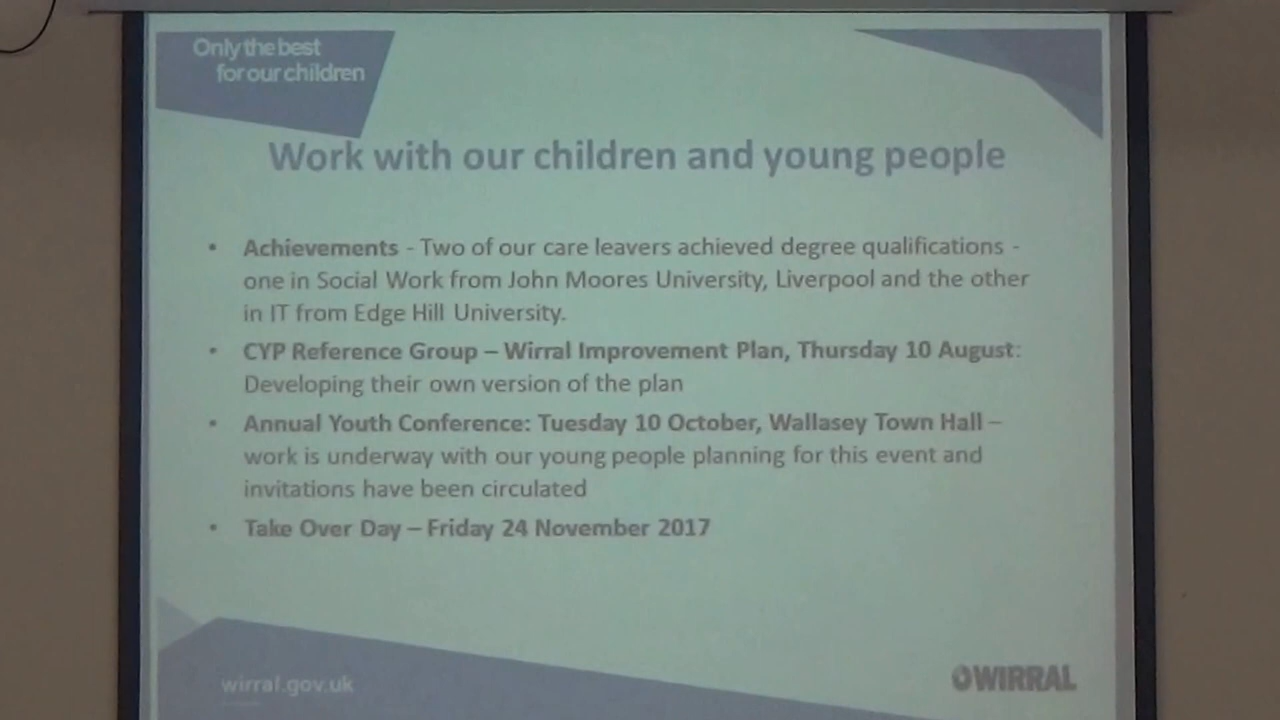 Only the best
for our children
Work with our children and young people
• Achievements - Two of our care leavers achieved degree qualifications -
one in Social Work from John Moores University, Liverpool and the other
in IT from Edge Hill University.
• CYP Reference Group – Wirral Improvement Plan, Thursday 10 August:
Developing their own version of the plan
• Annual Youth Conference: Tuesday 10 October, Wallasey Town Hall –
work is underway with our young people planning for this event and
invitations have been circulated
• Take Over Day – Friday 24 November 2017
wirral.gov.uk
WIRRAL